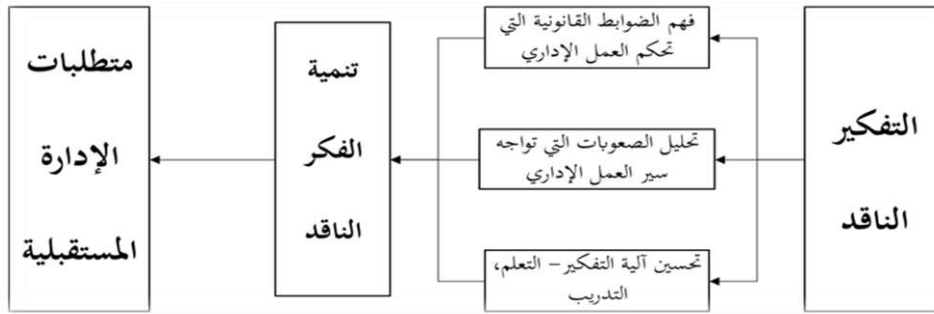 التفكير
الناقد
فهم الضوابط القانونية التي
تحكم العمل الإداري
تحليل الصعوبات التي تواجه
سير العمل الإداري
تحسين آلية التفكير – التعلم،
التدريب
تنمية
الفكر
الناقد
متطلبات
الإدارة
المستقبلية